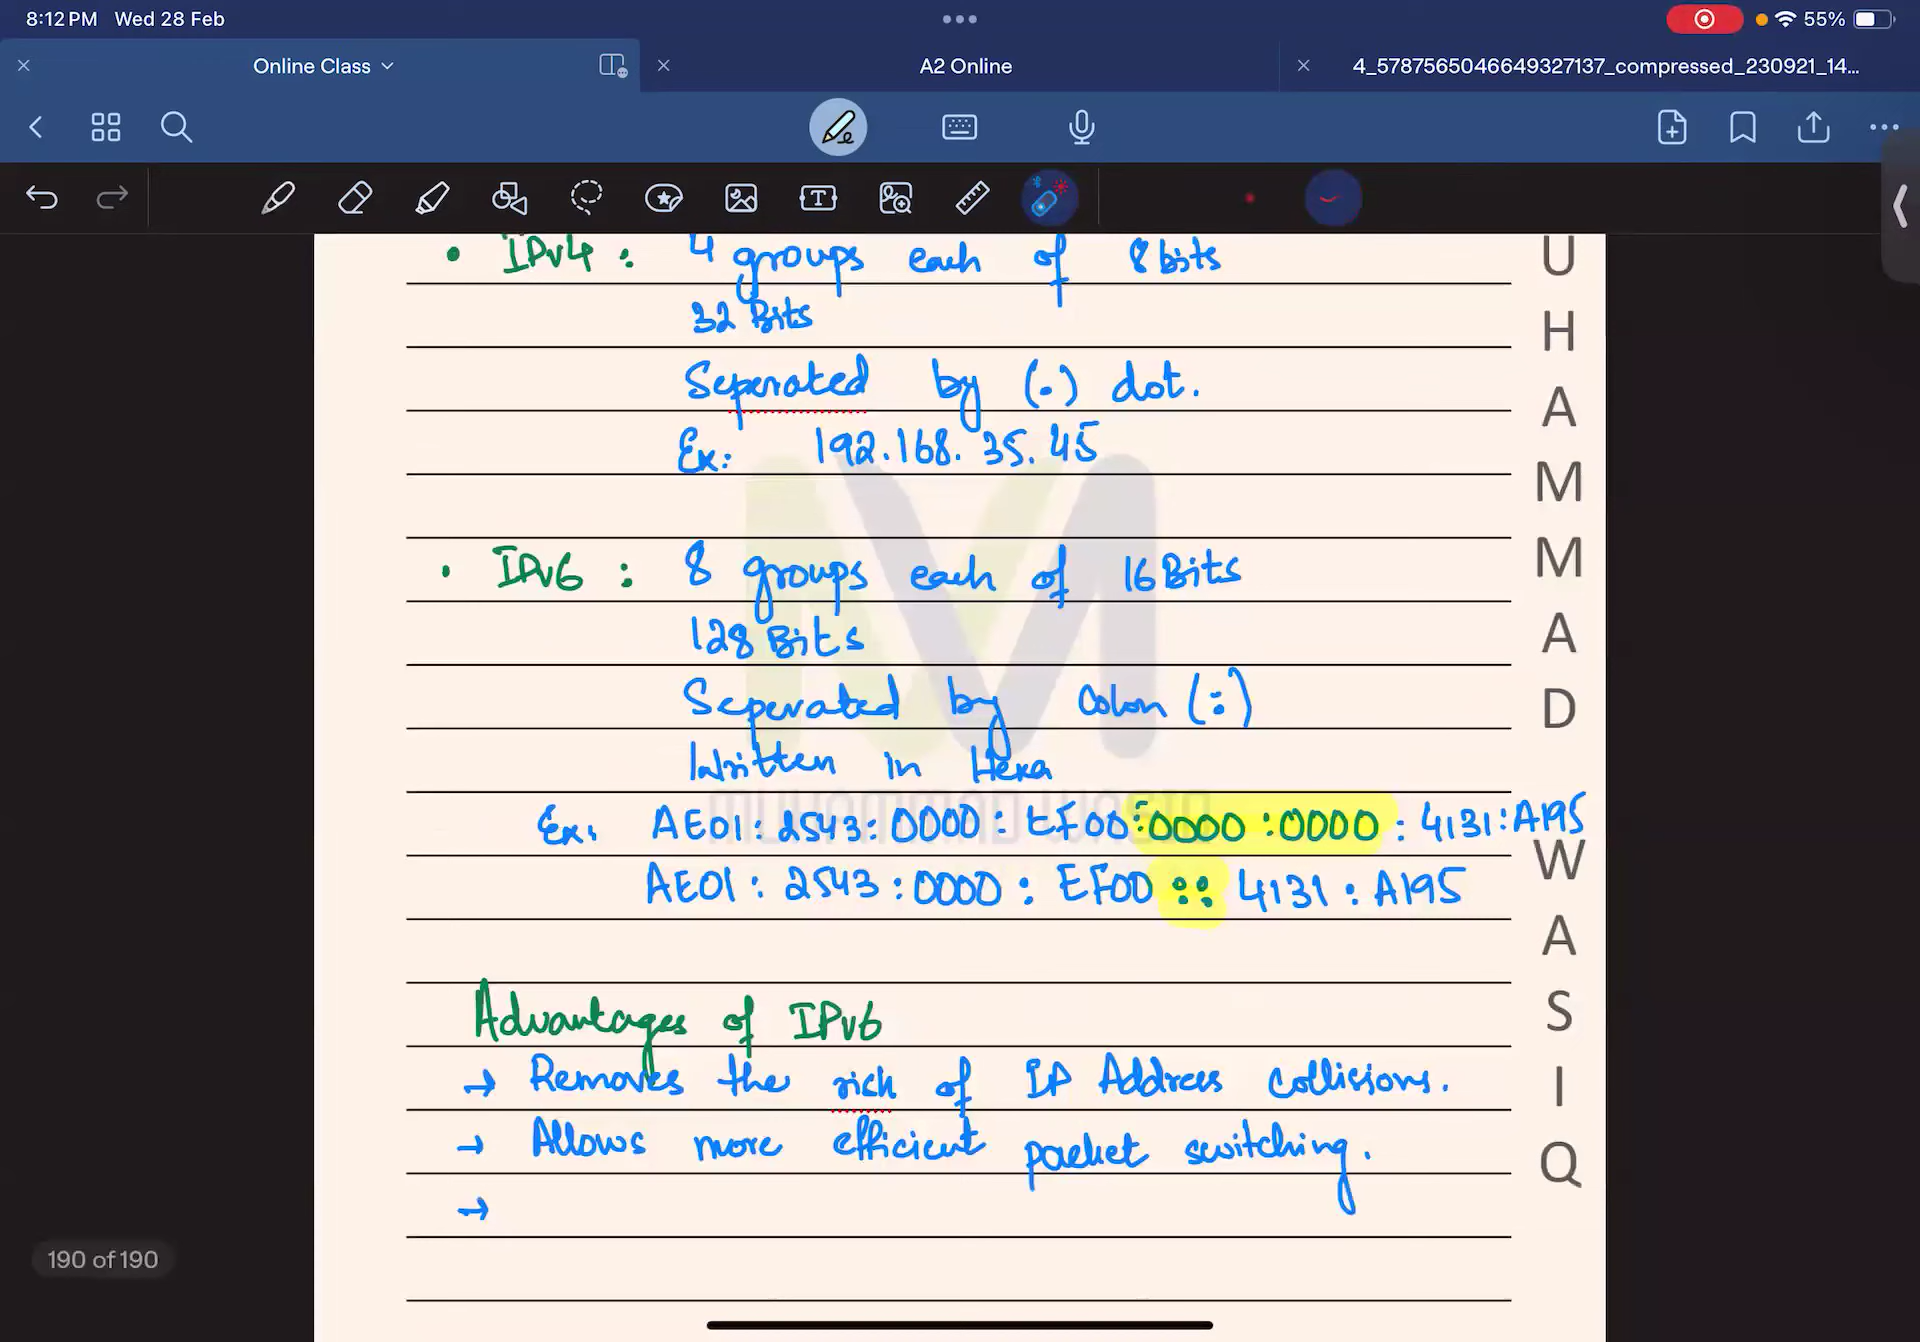 8:12 PM Wed 28 Feb
55%
Online Class
A2 Online
4_5787565046649327137_compressed_230921_14...
• IPv4 : 4 groups each of 8 bits
32 Bits
Seperated by (.) dot.
Ex: 192.168.35.45
• IPv6 : 8 groups each of 16 Bits
128 Bits
Seperated by Colon (:)
Written in Hexa
Ex: AE01:2543:0000:EF00:0000:0000:4131:A195
AE01:2543:0000:EF00::4131:A195
Advantages of IPv6
→ Removes the risk of IP Address collisions.
→ Allows more efficient packet switching.
→
UHAMMAD WASIQ
MUHAMMAD WASIQ
190 of 190